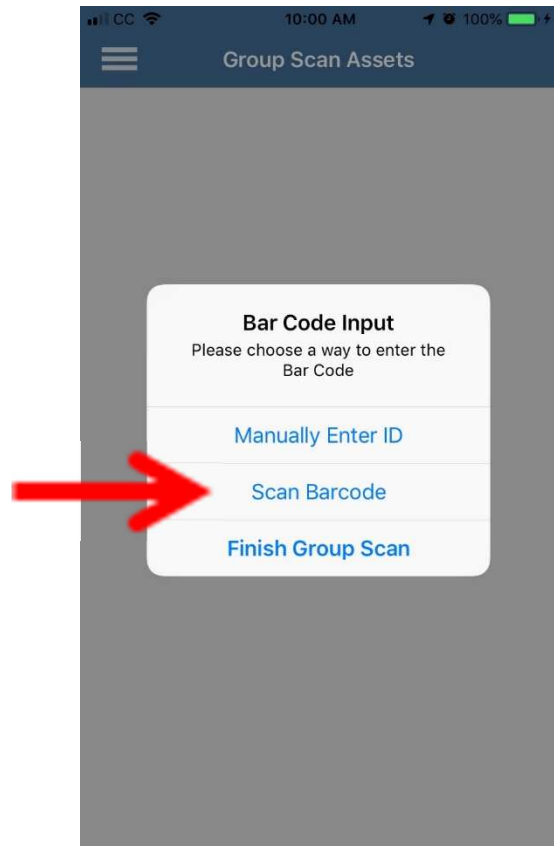 CC 10:00 AM 100%
Group Scan Assets
Bar Code Input
Please choose a way to enter the
Bar Code
Manually Enter ID
Scan Barcode
Finish Group Scan